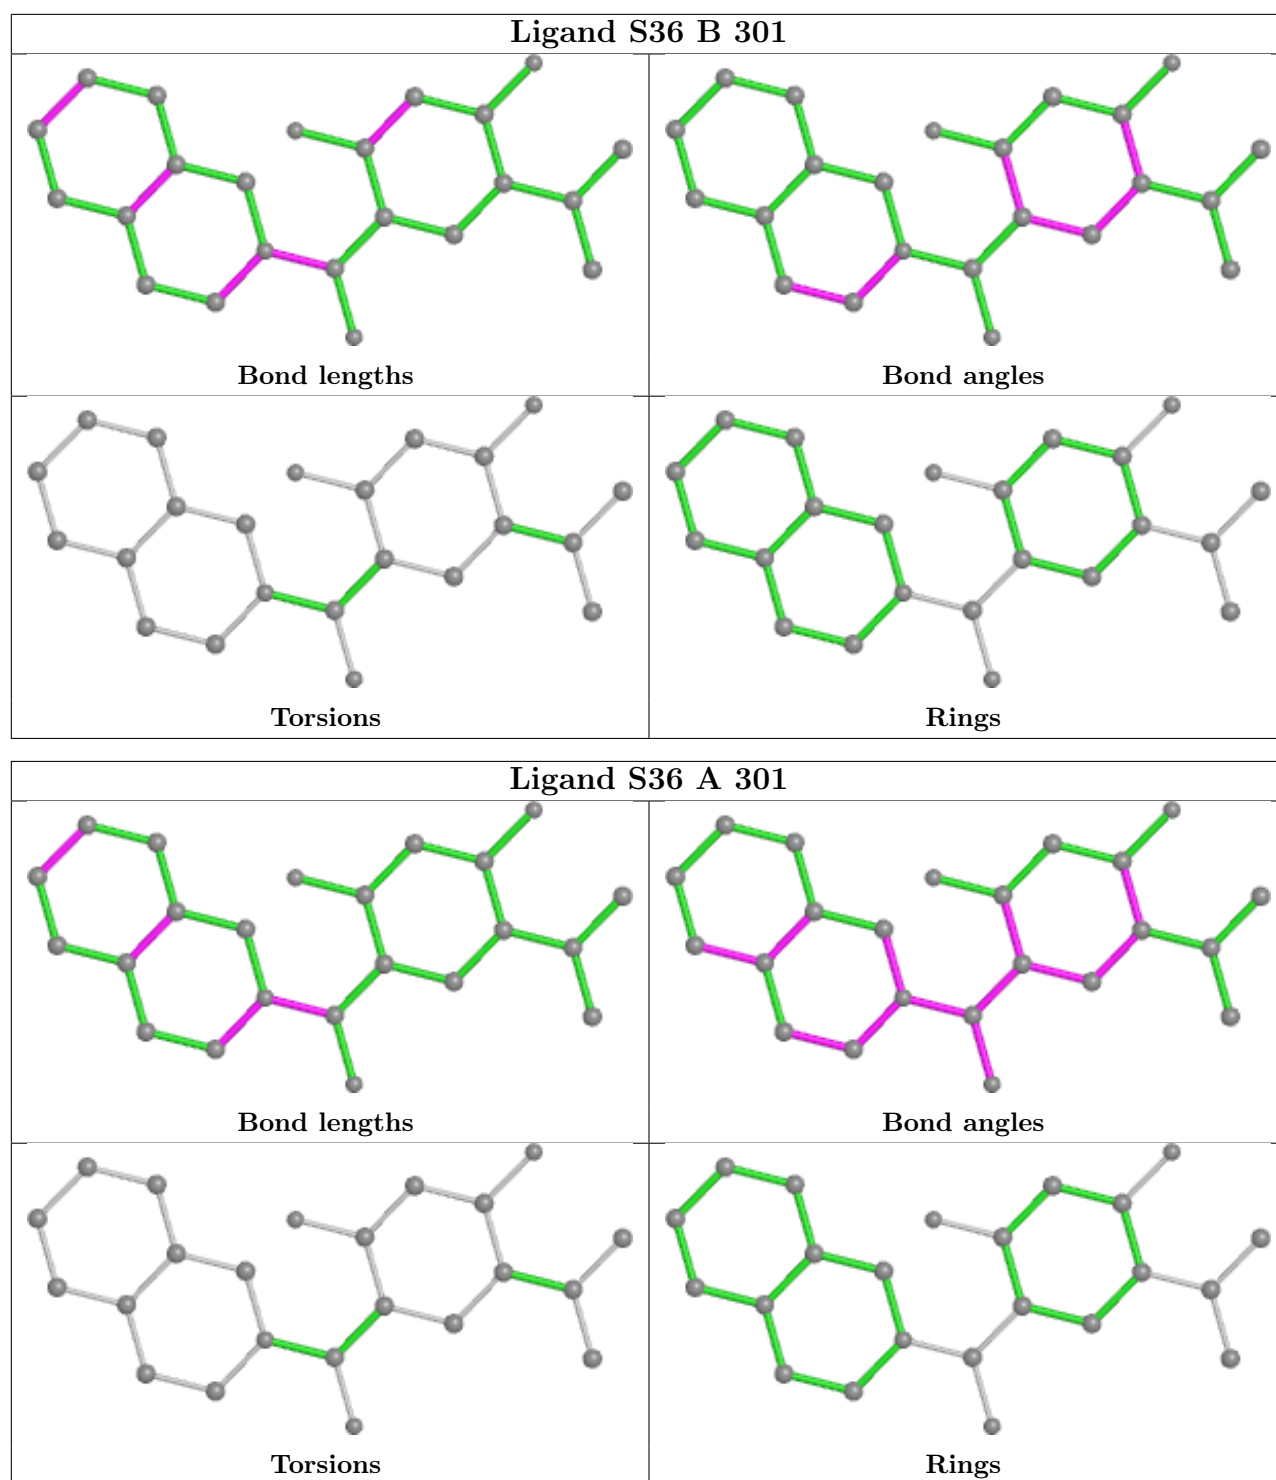 Ligand S36 B 301
Bond lengths
Bond angles
Torsions
Rings
Ligand S36 A 301
Bond lengths
Bond angles
Torsions
Rings